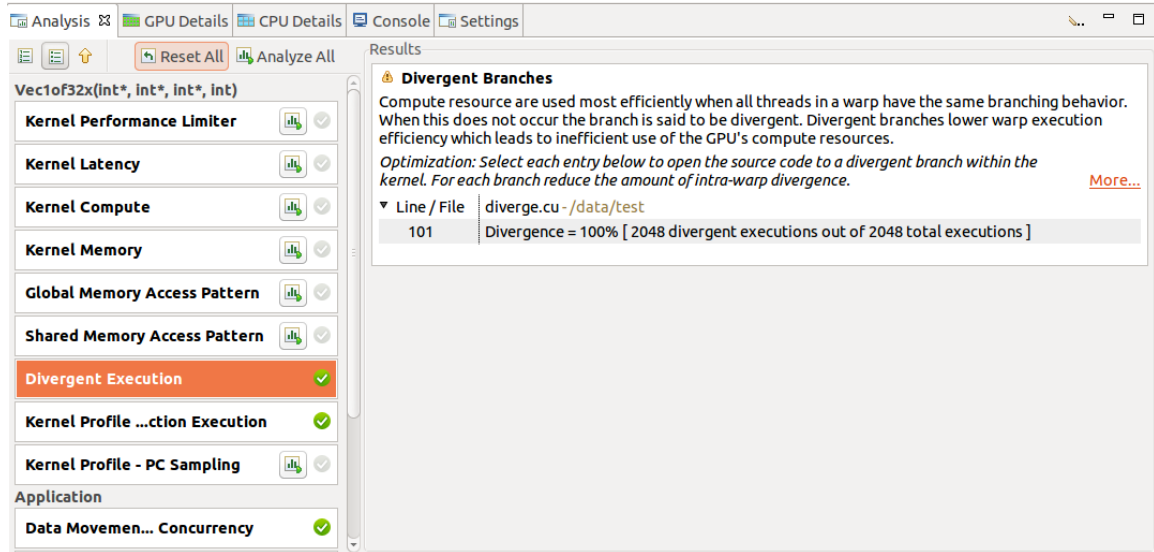 Analysis GPU Details CPU Details Console Settings
Reset All Analyze All
Vec1of32x(int*, int*, int*, int)
Kernel Performance Limiter
Kernel Latency
Kernel Compute
Kernel Memory
Global Memory Access Pattern
Shared Memory Access Pattern
Divergent Execution
Kernel Profile ...ction Execution
Kernel Profile - PC Sampling
Application
Data Movemen... Concurrency
Results
Divergent Branches
Compute resource are used most efficiently when all threads in a warp have the same branching behavior.
When this does not occur the branch is said to be divergent. Divergent branches lower warp execution
efficiency which leads to inefficient use of the GPU's compute resources.
Optimization: Select each entry below to open the source code to a divergent branch within the
kernel. For each branch reduce the amount of intra-warp divergence. More...
Line / File diverge.cu - /data/test
101 Divergence = 100% [ 2048 divergent executions out of 2048 total executions ]